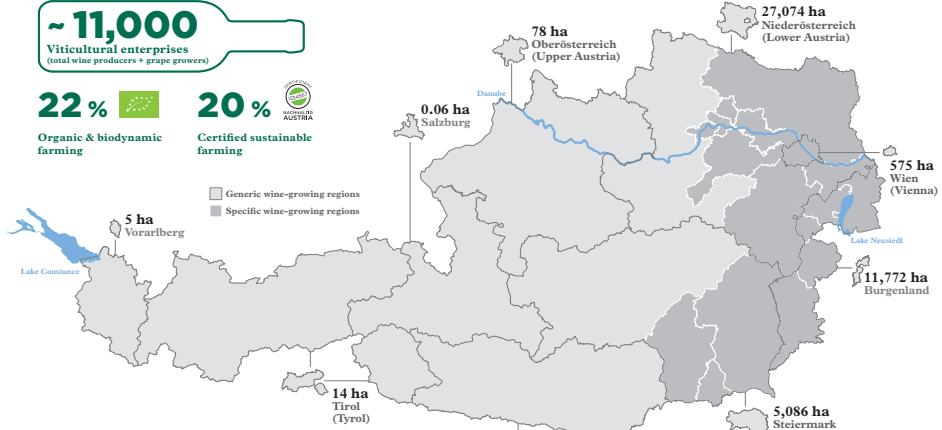 ~ 11,000
Viticultural enterprises
(total wine producers + grape growers)
22 %
Organic & biodynamic
farming
20 %
Certified sustainable
farming
NACHHALTIG
AUSTRIA
27,074 ha
Niederösterreich
(Lower Austria)
78 ha
Oberösterreich
(Upper Austria)
Danube
0.06 ha
Salzburg
575 ha
Wien
(Vienna)
Generic wine-growing regions
Specific wine-growing regions
5 ha
Vorarlberg
Lake Constance
Lake Neusiedl
11,772 ha
Burgenland
14 ha
Tirol
(Tyrol)
5,086 ha
Steiermark